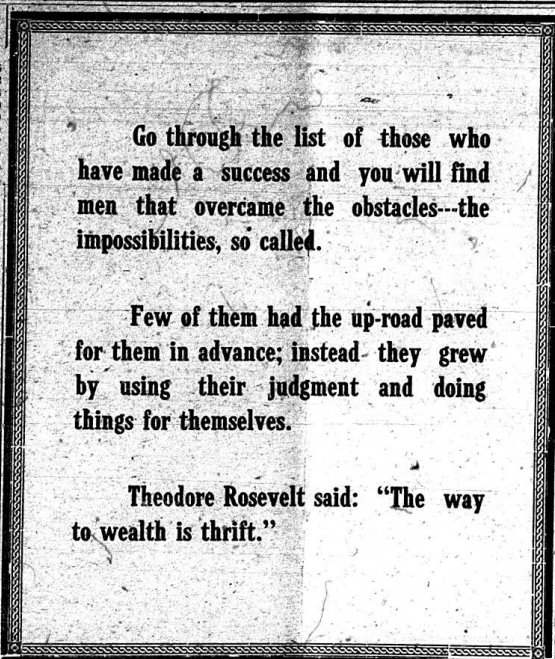 Go through the list of those who
have made a success and you will find
men that overcame the obstacles---the
impossibilities, so called.
Few of them had the up-road paved
for them in advance; instead they grew
by using their judgment and doing
things for themselves.
Theodore Rosevelt said: “The way
to wealth is thrift.”